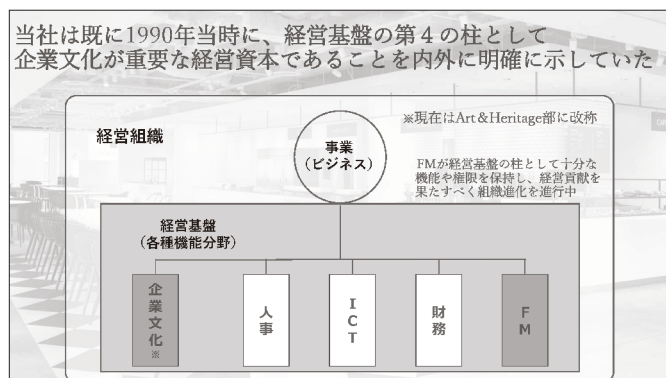 当社は既に1990年当時に、経営基盤の第４の柱として
企業文化が重要な経営資本であることを内外に明確に示していた
経営組織
※現在はArt＆Heritage部に改称
事業
（ビジネス）
FMが経営基盤の柱として十分な
機能や権限を保持し、経営貢献を
果たすべく組織進化を進行中
経営基盤
（各種機能分野）
企業文化※
人事
ICT
財務
FM